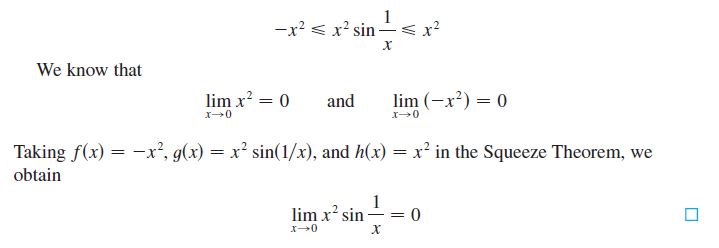 −x² ≤ x² sin 1/x ≤ x²
We know that
lim x→0 x² = 0 and lim x→0 (−x²) = 0
Taking f(x) = −x², g(x) = x² sin(1/x), and h(x) = x² in the Squeeze Theorem, we
obtain
lim x→0 x² sin 1/x = 0